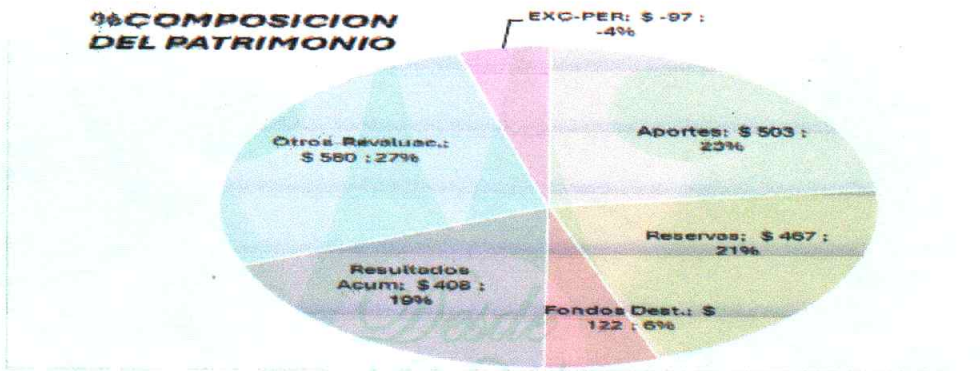 %COMPOSICION
DEL PATRIMONIO
EXC-PER: $ -97 :
-4%
Aportes: $ 503 :
23%
Otros Revaluac.:
$ 580 : 27%
Reservas: $ 467 :
21%
Resultados
Acum: $ 408 :
19%
Fondos Dest.: $
122 : 6%
Desde